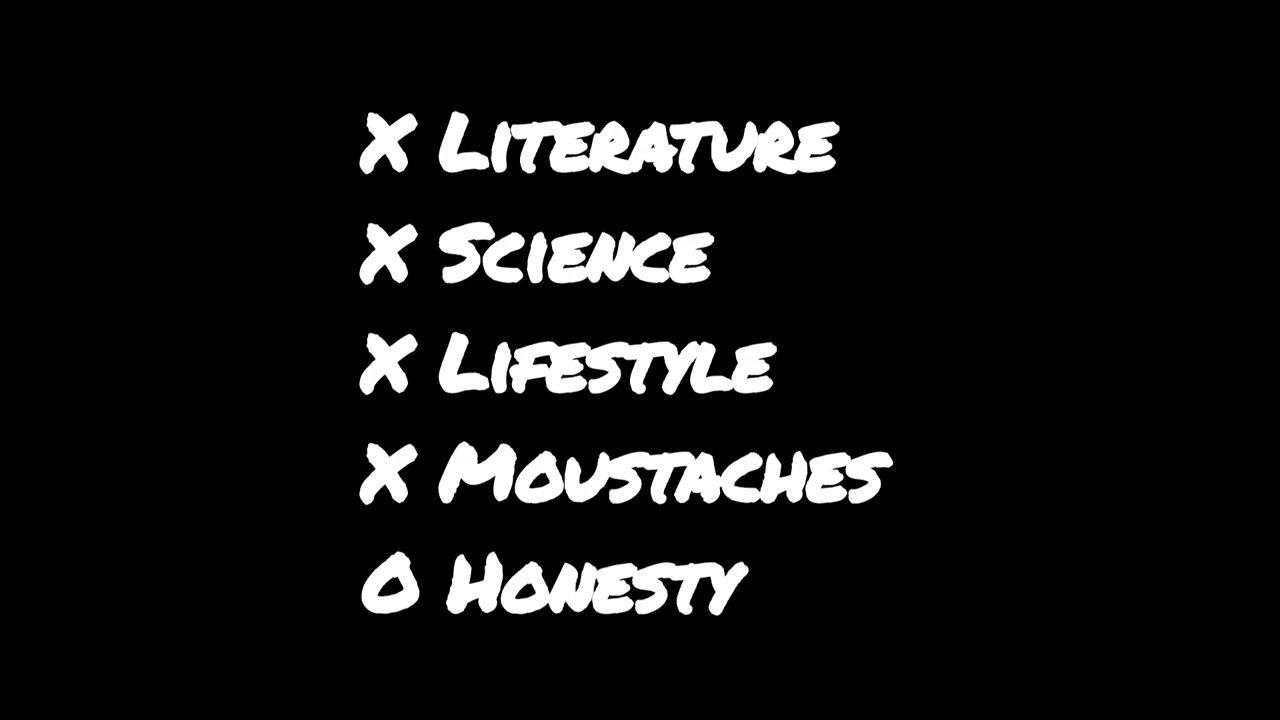 X Literature
X Science
X Lifestyle
X Moustaches
O Honesty